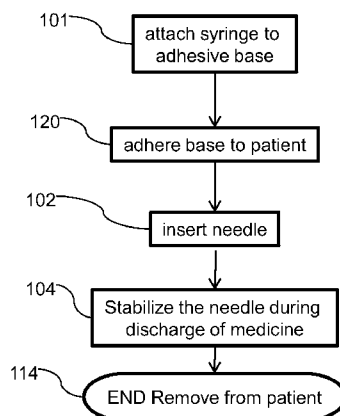 101
attach syringe to
adhesive base
120
adhere base to patient
102
insert needle
104
Stabilize the needle during
discharge of medicine
114
END Remove from patient